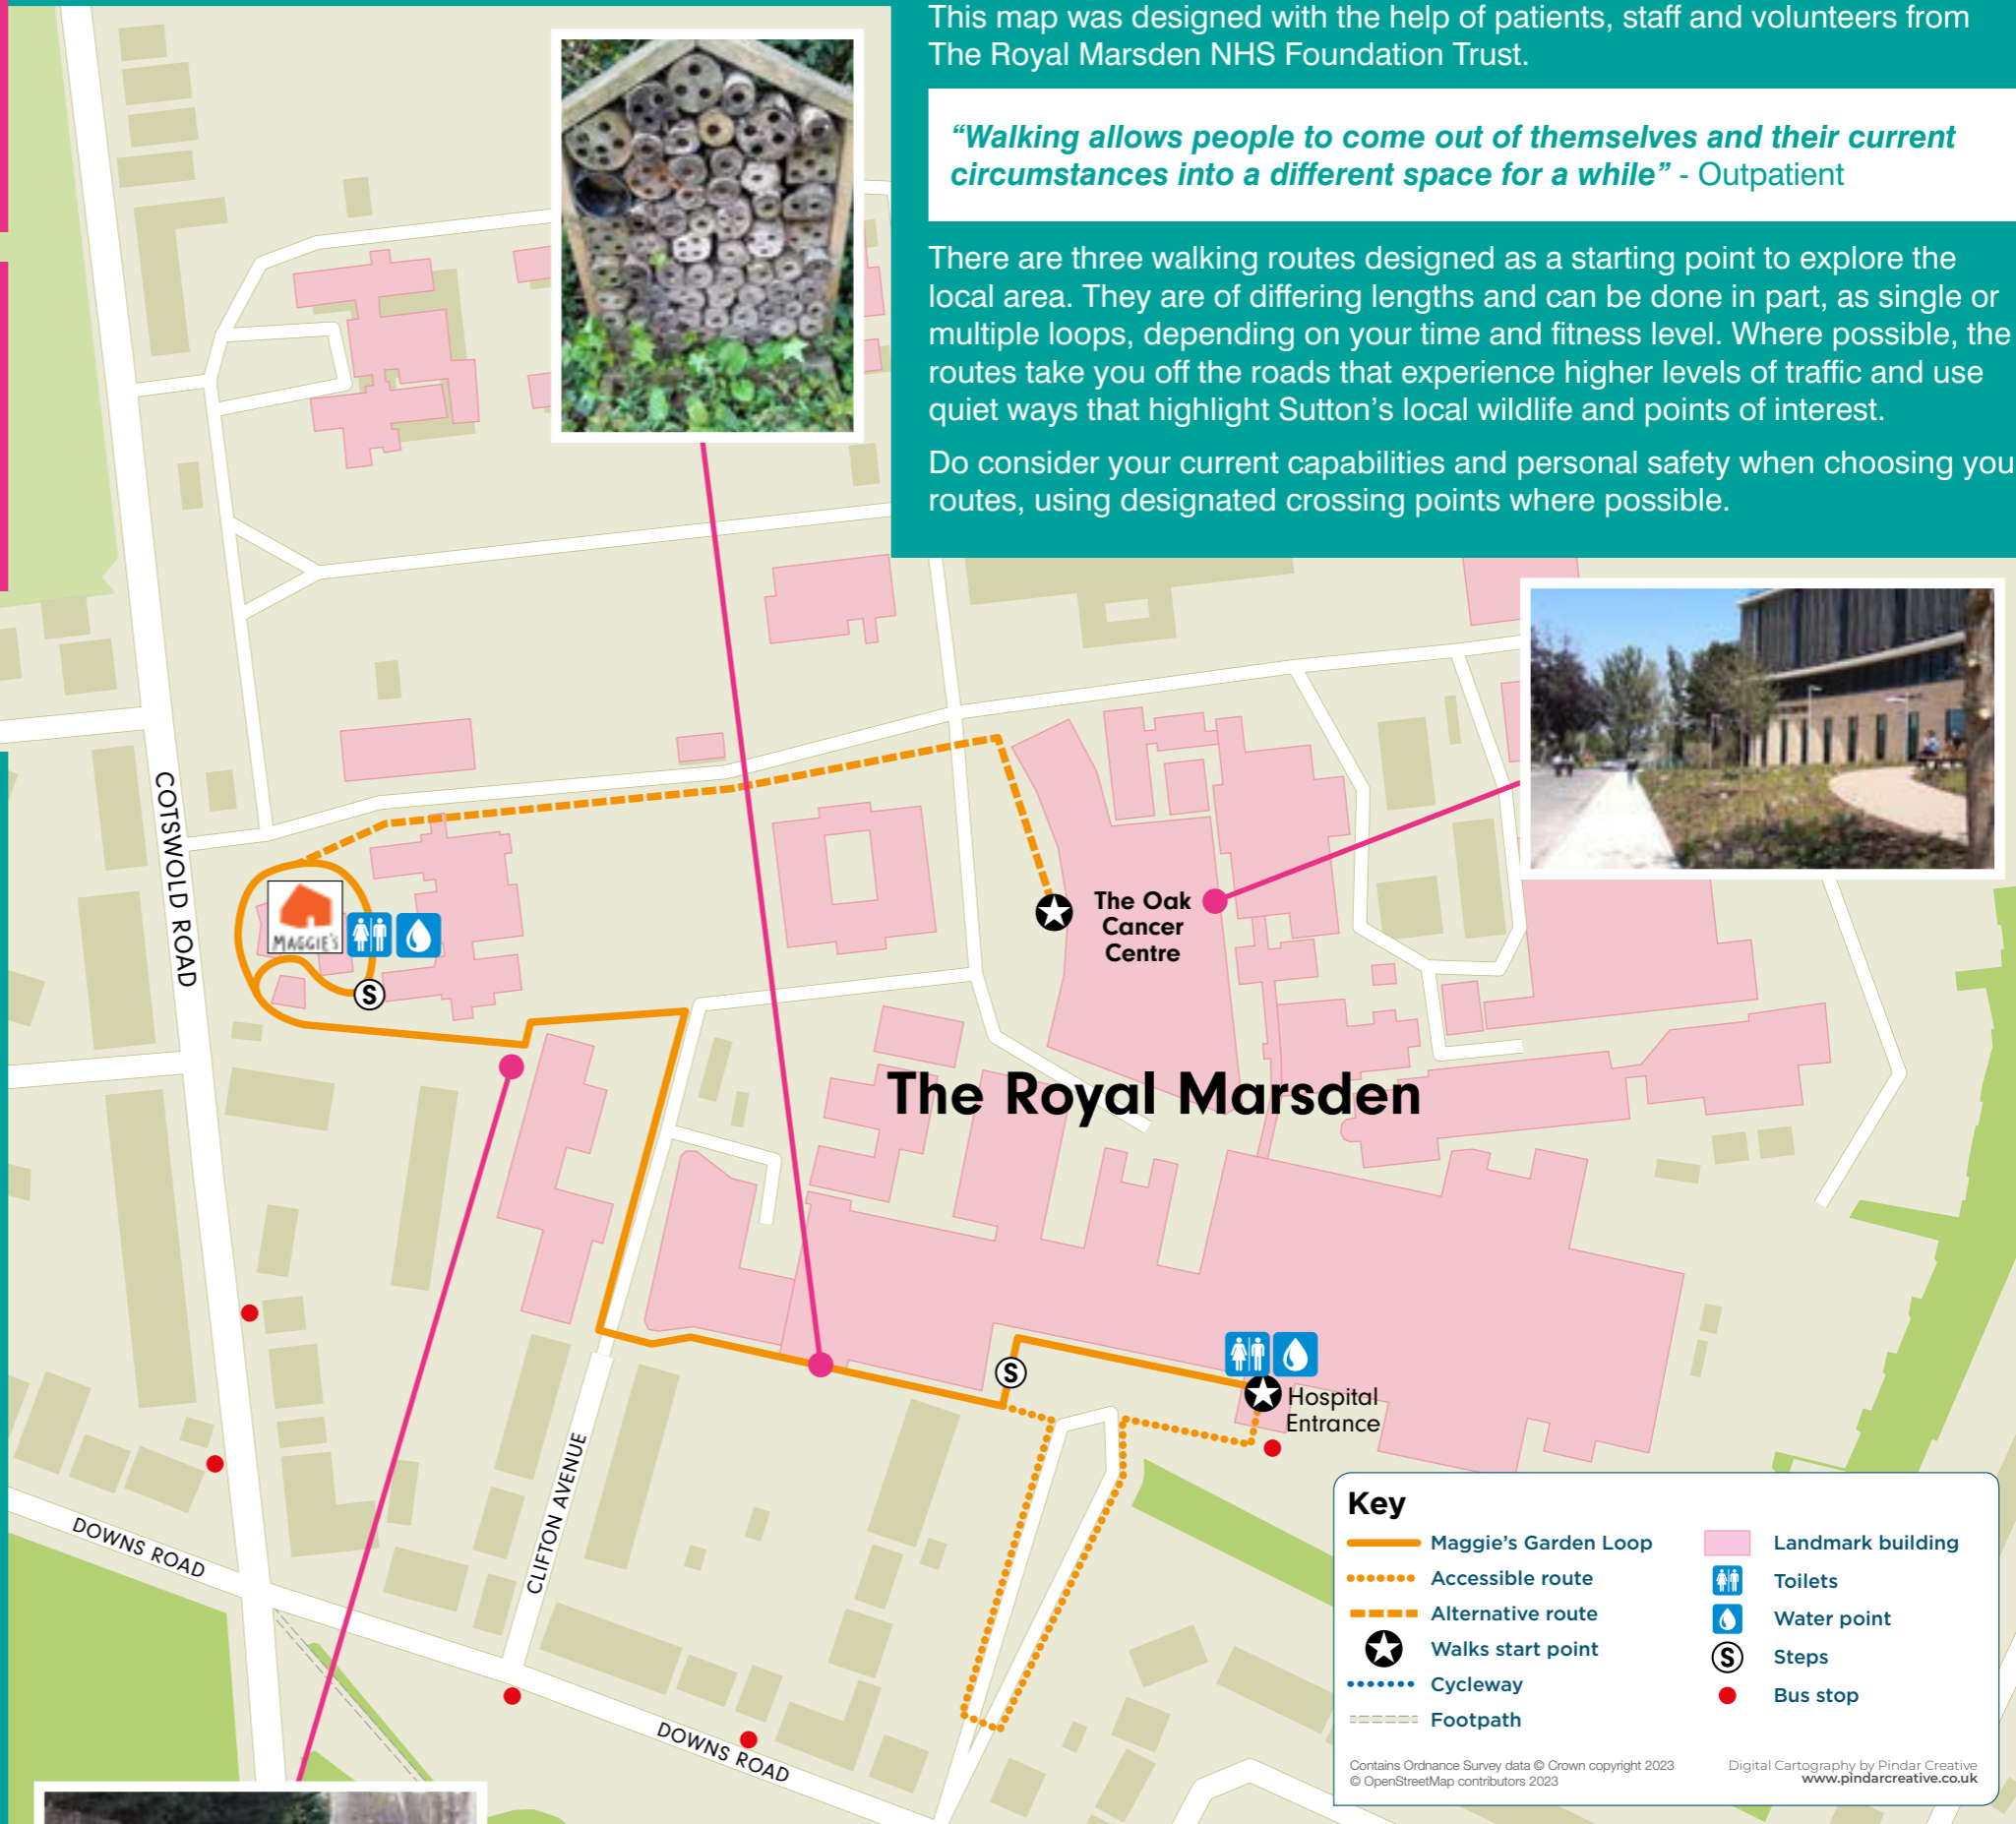 This map was designed with the help of patients, staff and volunteers from
The Royal Marsden NHS Foundation Trust.
“Walking allows people to come out of themselves and their current
circumstances into a different space for a while” - Outpatient
There are three walking routes designed as a starting point to explore the
local area. They are of differing lengths and can be done in part, as single or
multiple loops, depending on your time and fitness level. Where possible, the
routes take you off the roads that experience higher levels of traffic and use
quiet ways that highlight Sutton’s local wildlife and points of interest.
Do consider your current capabilities and personal safety when choosing you
routes, using designated crossing points where possible.
COTSWOLD ROAD
MAGGIE'S
S
The Oak
Cancer
Centre
The Royal Marsden
S
Hospital
Entrance
CLIFTON AVENUE
DOWNS ROAD
DOWNS ROAD
Key
Maggie’s Garden Loop
Accessible route
Alternative route
Walks start point
Cycleway
Footpath
Landmark building
Toilets
Water point
S Steps
Bus stop
Contains Ordnance Survey data © Crown copyright 2023
© OpenStreetMap contributors 2023
Digital Cartography by Pindar Creative
www.pindarcreative.co.uk